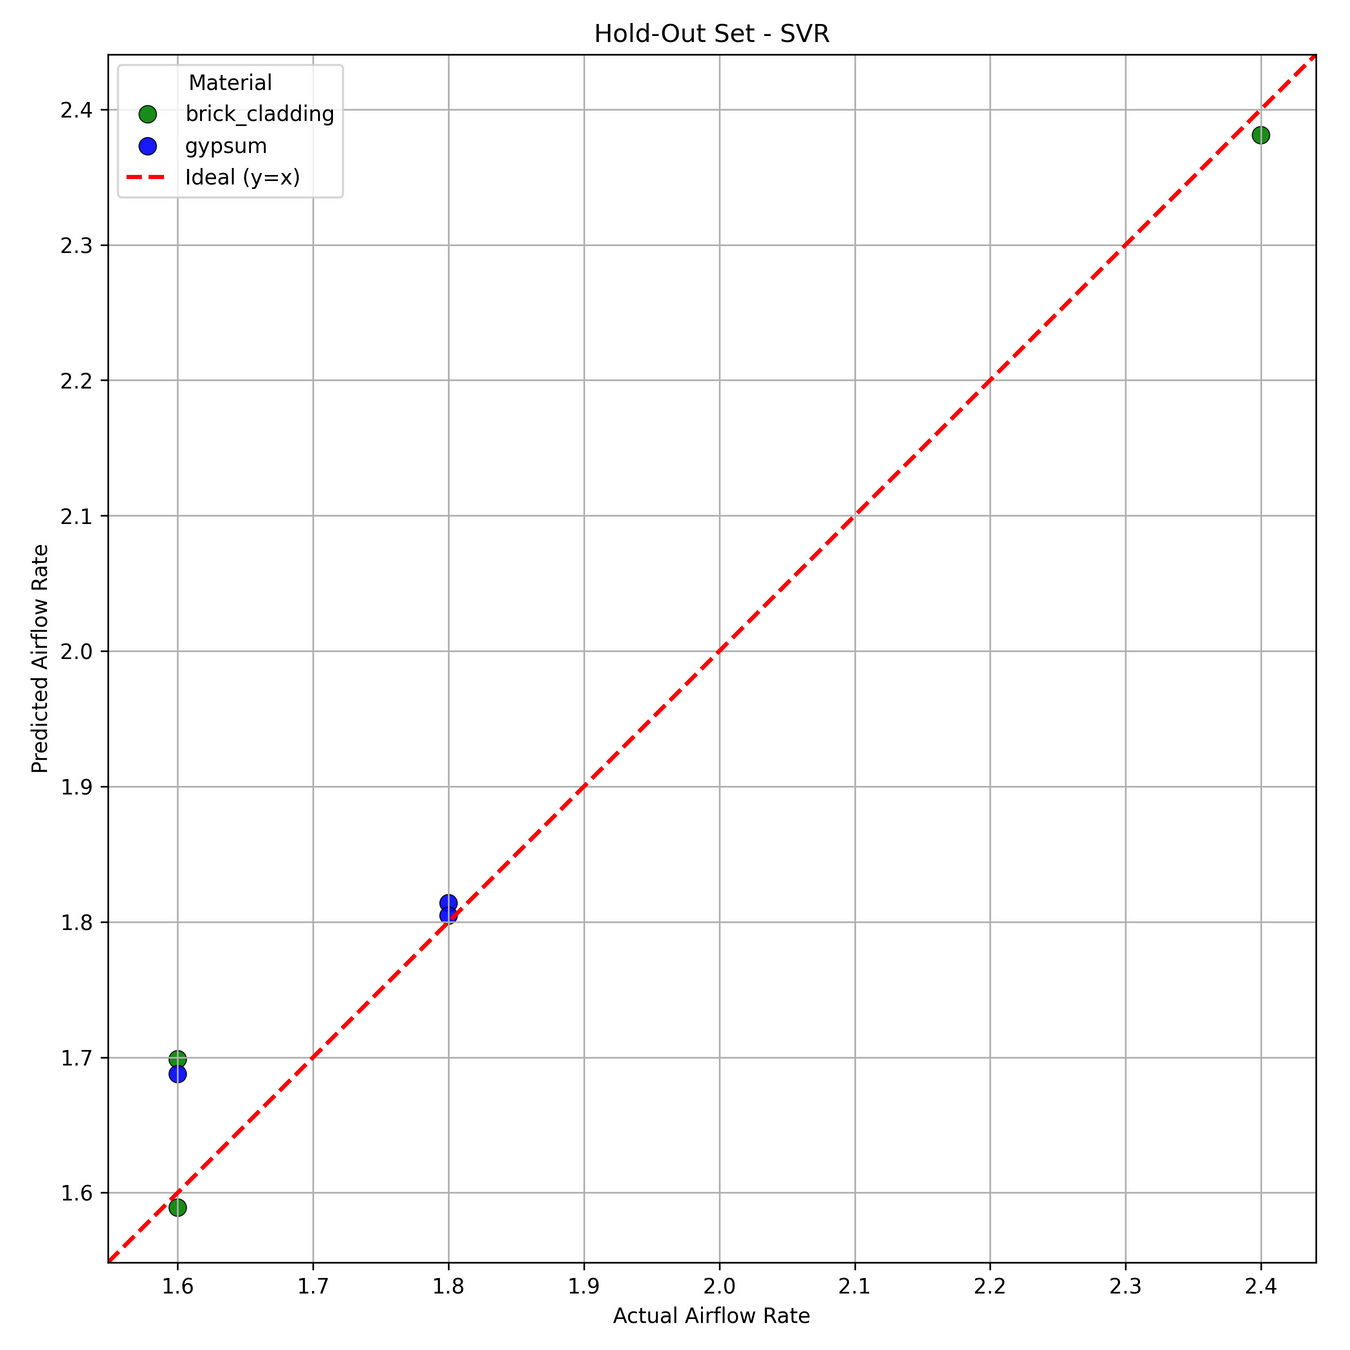 Hold-Out Set - SVR
Material
brick_cladding
gypsum
Ideal (y=x)
2.4
2.3
2.2
2.1
2.0
1.9
1.8
1.7
1.6
Predicted Airflow Rate
1.6 1.7 1.8 1.9 2.0 2.1 2.2 2.3 2.4
Actual Airflow Rate